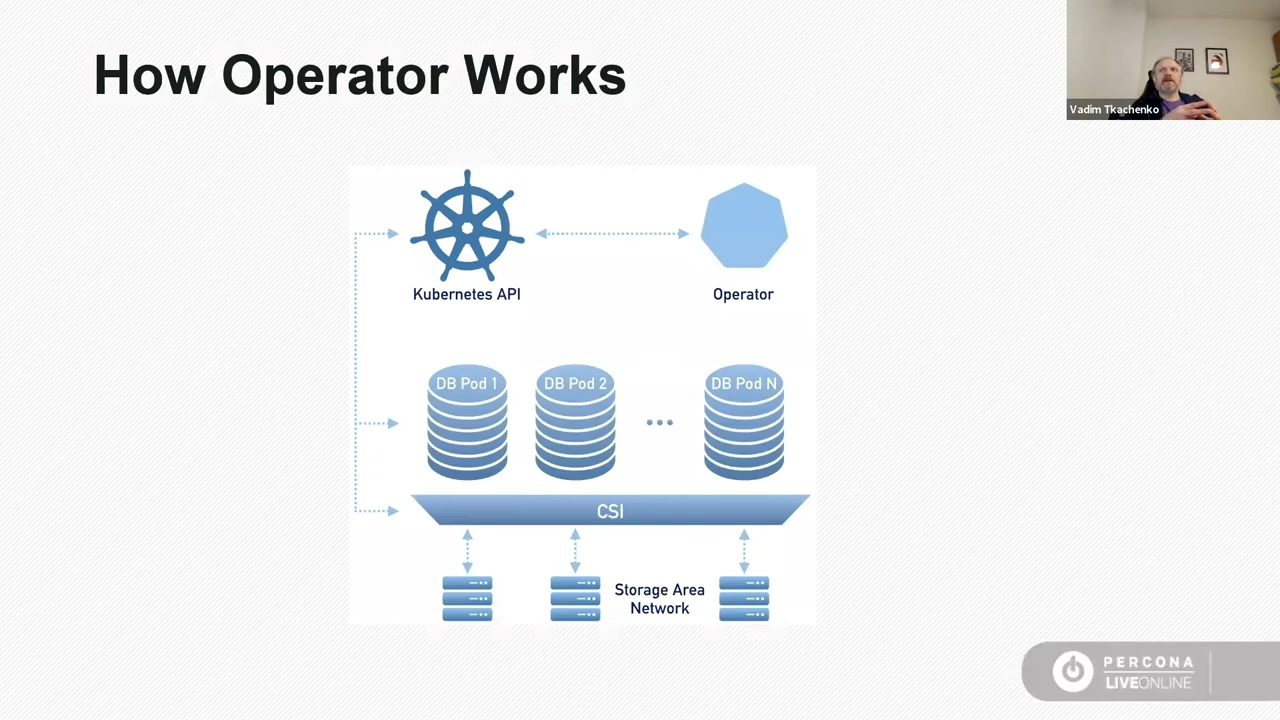 How Operator Works
Vadim Tkachenko
Kubernetes API
Operator
DB Pod 1
DB Pod 2
DB Pod N
CSI
Storage Area
Network
PERCONA
LIVEONLINE